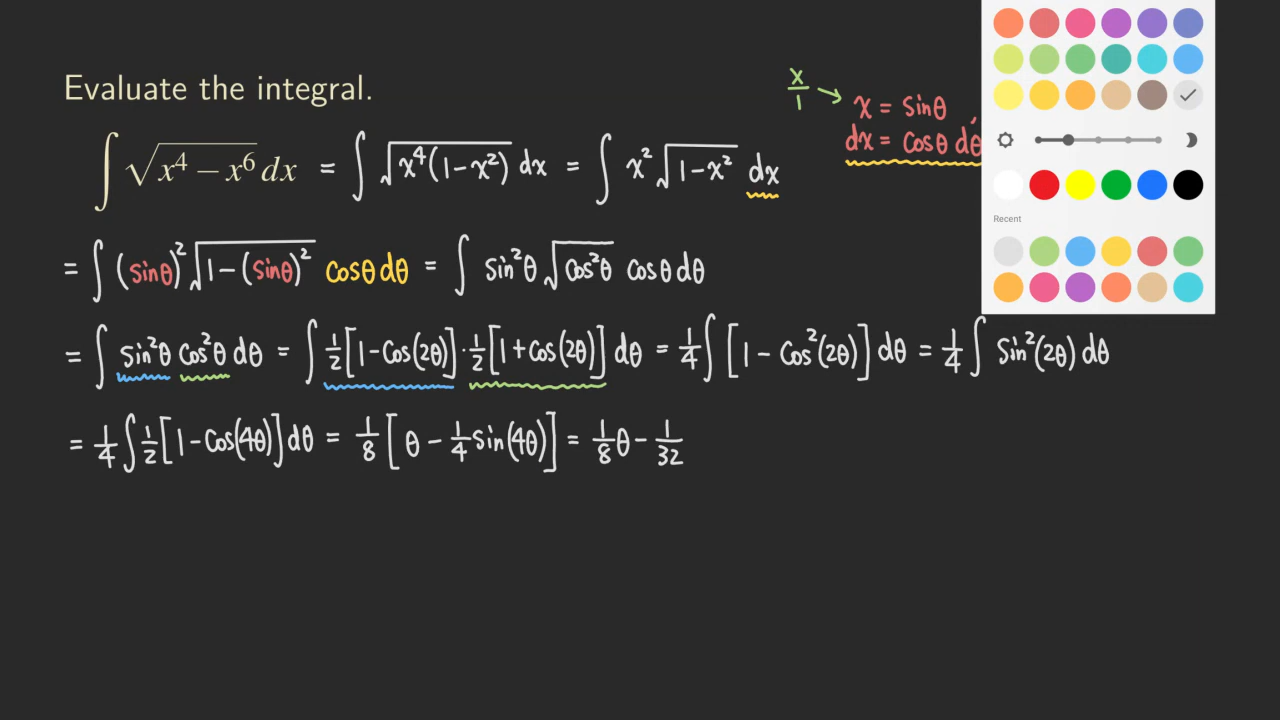 Evaluate the integral.
x/1 → x = sinθ
dx = cosθ dθ
∫ √(x⁴ − x⁶) dx = ∫ √(x⁴(1−x²)) dx = ∫ x² √(1−x²) dx
= ∫ (sinθ)² √(1−(sinθ)²) cosθ dθ = ∫ sin²θ √(cos²θ) cosθ dθ
= ∫ sin²θ cos²θ dθ = ∫ 1/2 [1−cos(2θ)] · 1/2 [1+cos(2θ)] dθ = 1/4 ∫ [1 − cos²(2θ)] dθ = 1/4 ∫ sin²(2θ) dθ
= 1/4 ∫ 1/2 [1−cos(4θ)] dθ = 1/8 [θ − 1/4 sin(4θ)] = 1/8 θ − 1/32
Recent